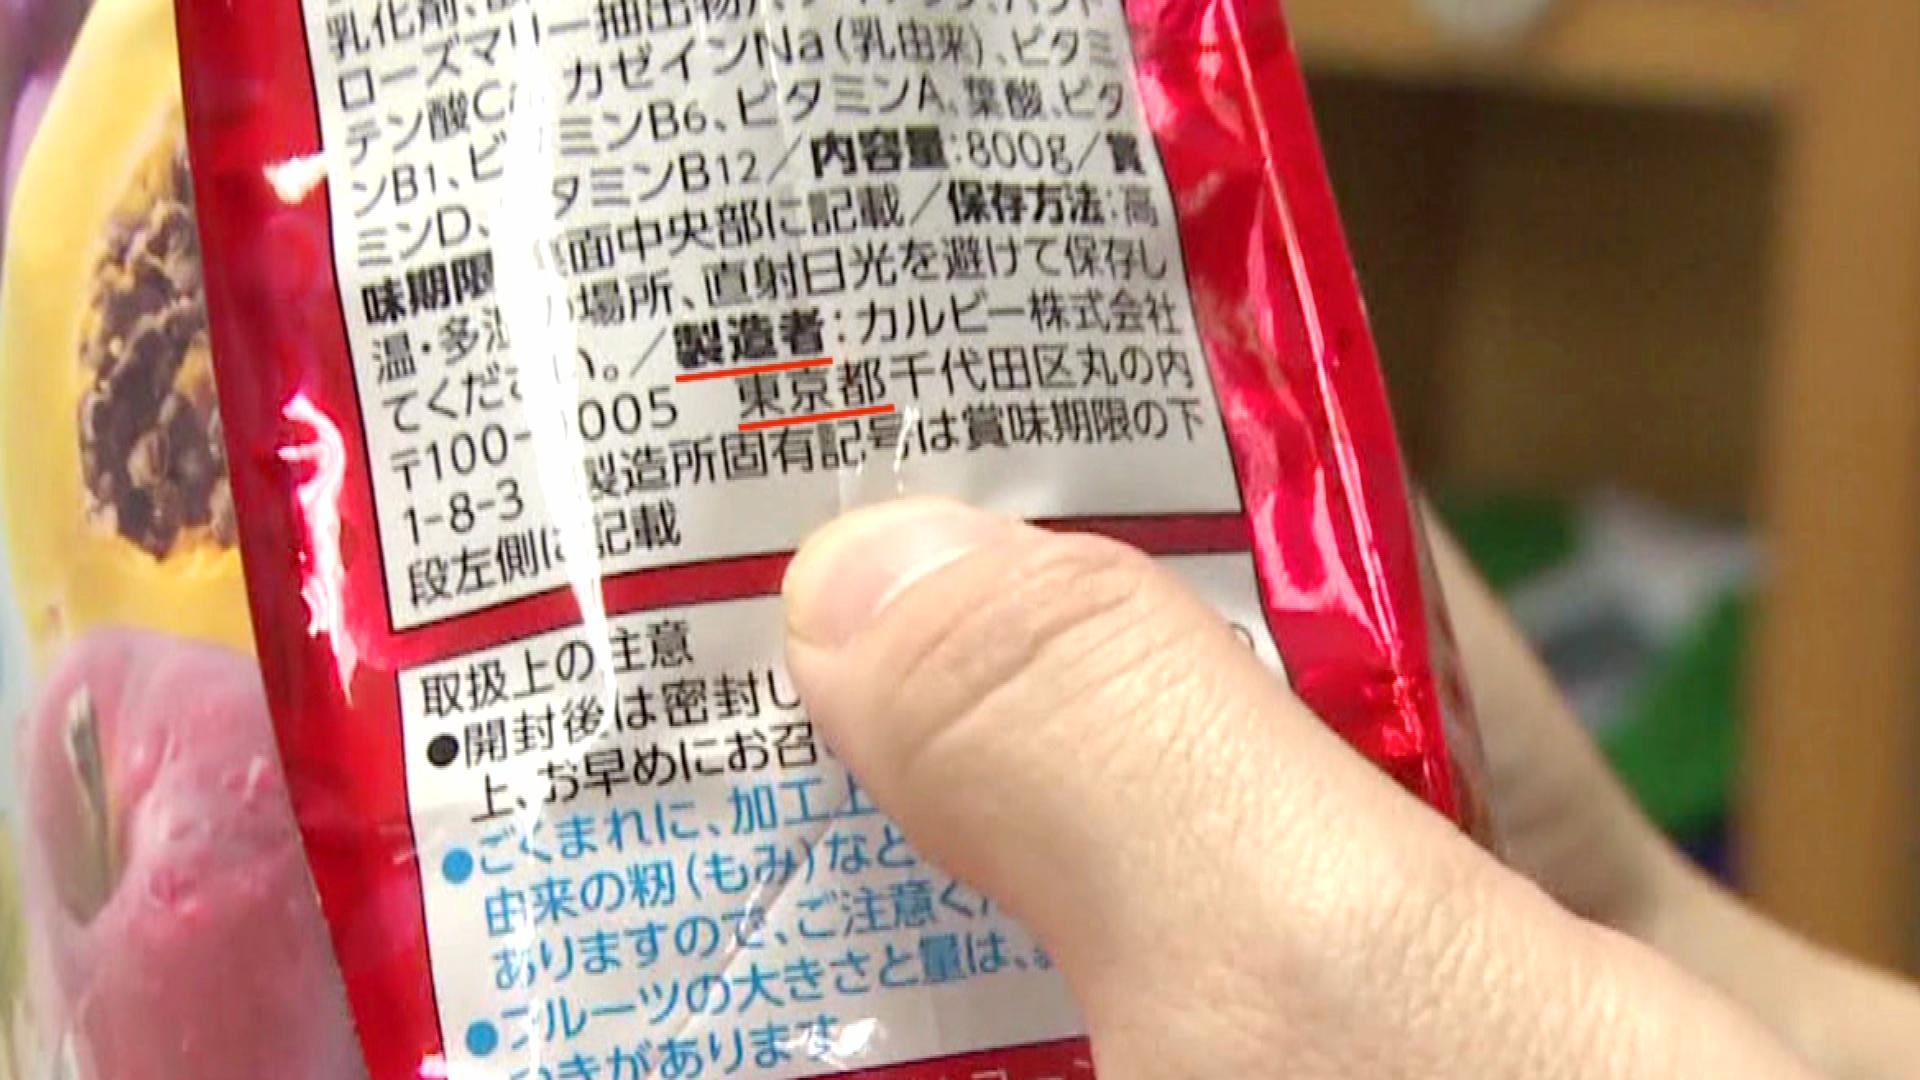 乳化剤、
ローズマリー抽出物)、
テン酸Ca、カゼインNa(乳由来)、ビタミ
ンB1、ビタミンB6、ビタミンA、葉酸、ビタ
ミンD、ビタミンB12/内容量:800g/賞
味期限:裏面中央部に記載/保存方法:高
温・多湿の場所、直射日光を避けて保存し
てください。/製造者:カルビー株式会社
〒100-0005 東京都千代田区丸の内
1-8-3 製造所固有記号は賞味期限の下
段左側に記載
取扱上の注意
●開封後は密封し
上、お早めにお召
●ごくまれに、加工上
由来の籾(もみ)など
ありますので、ご注意くだ
●フルーツの大きさと量は、
つきがあります。